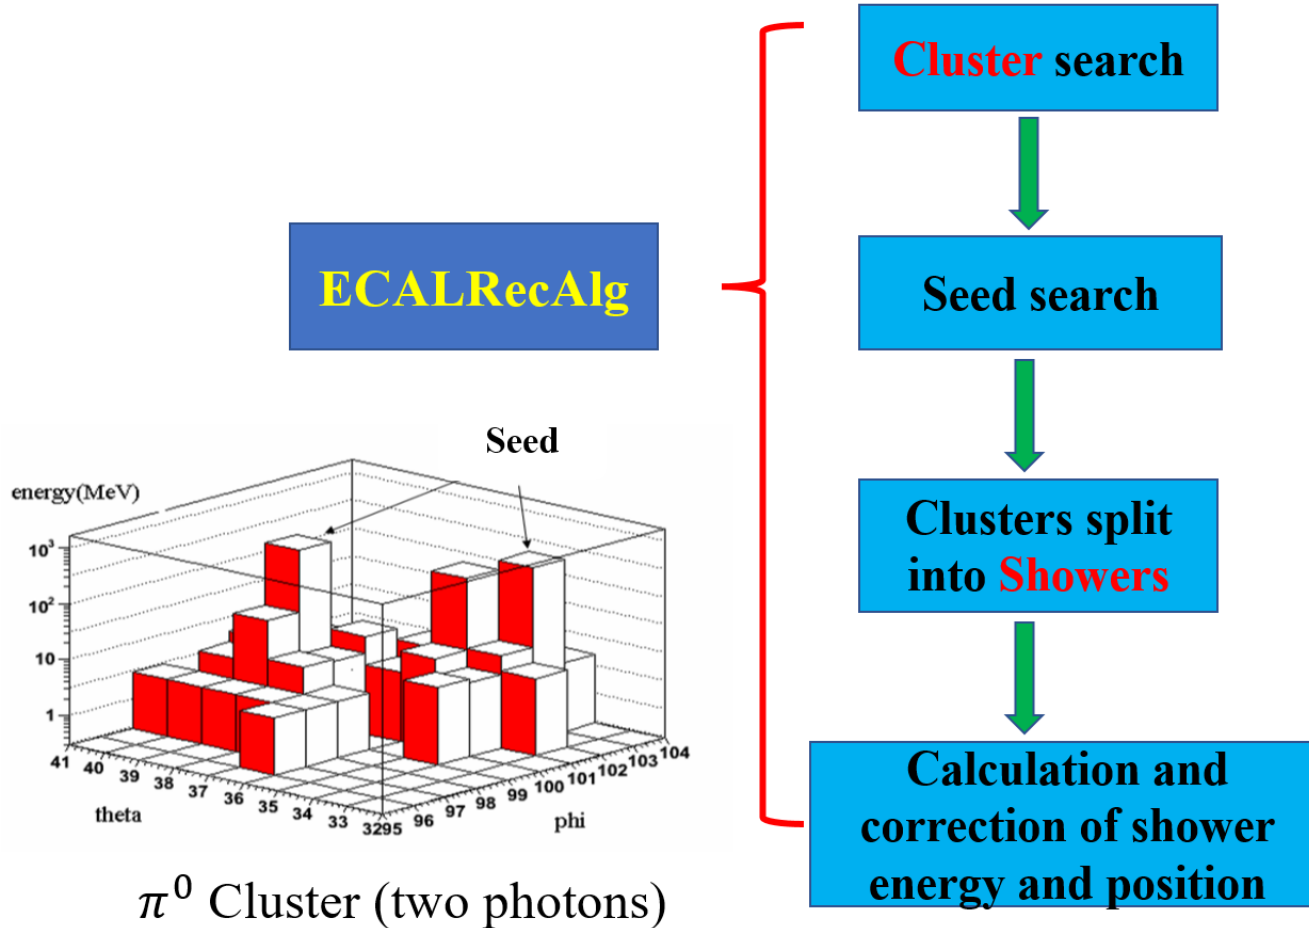 Cluster search
ECALRecAlg
Seed search
Clusters split
into Showers
Calculation and
correction of shower
energy and position
Seed
energy(MeV)
10³
10²
10
1
41 40 39 38 37 36 35 34 33 32
theta
95 96 97 98 99 100 101 102 103 104
phi
π⁰ Cluster (two photons)